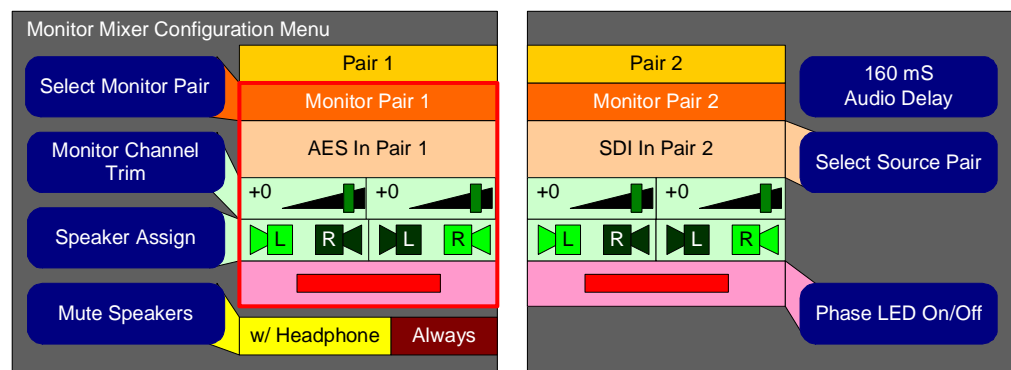 Monitor Mixer Configuration Menu
Pair 1
Pair 2
Select Monitor Pair
Monitor Pair 1
Monitor Pair 2
160 mS
Audio Delay
Monitor Channel
Trim
AES In Pair 1
SDI In Pair 2
Select Source Pair
+0 +0
+0 +0
Speaker Assign
L R L R
L R L R
Mute Speakers
w/ Headphone
Always
Phase LED On/Off